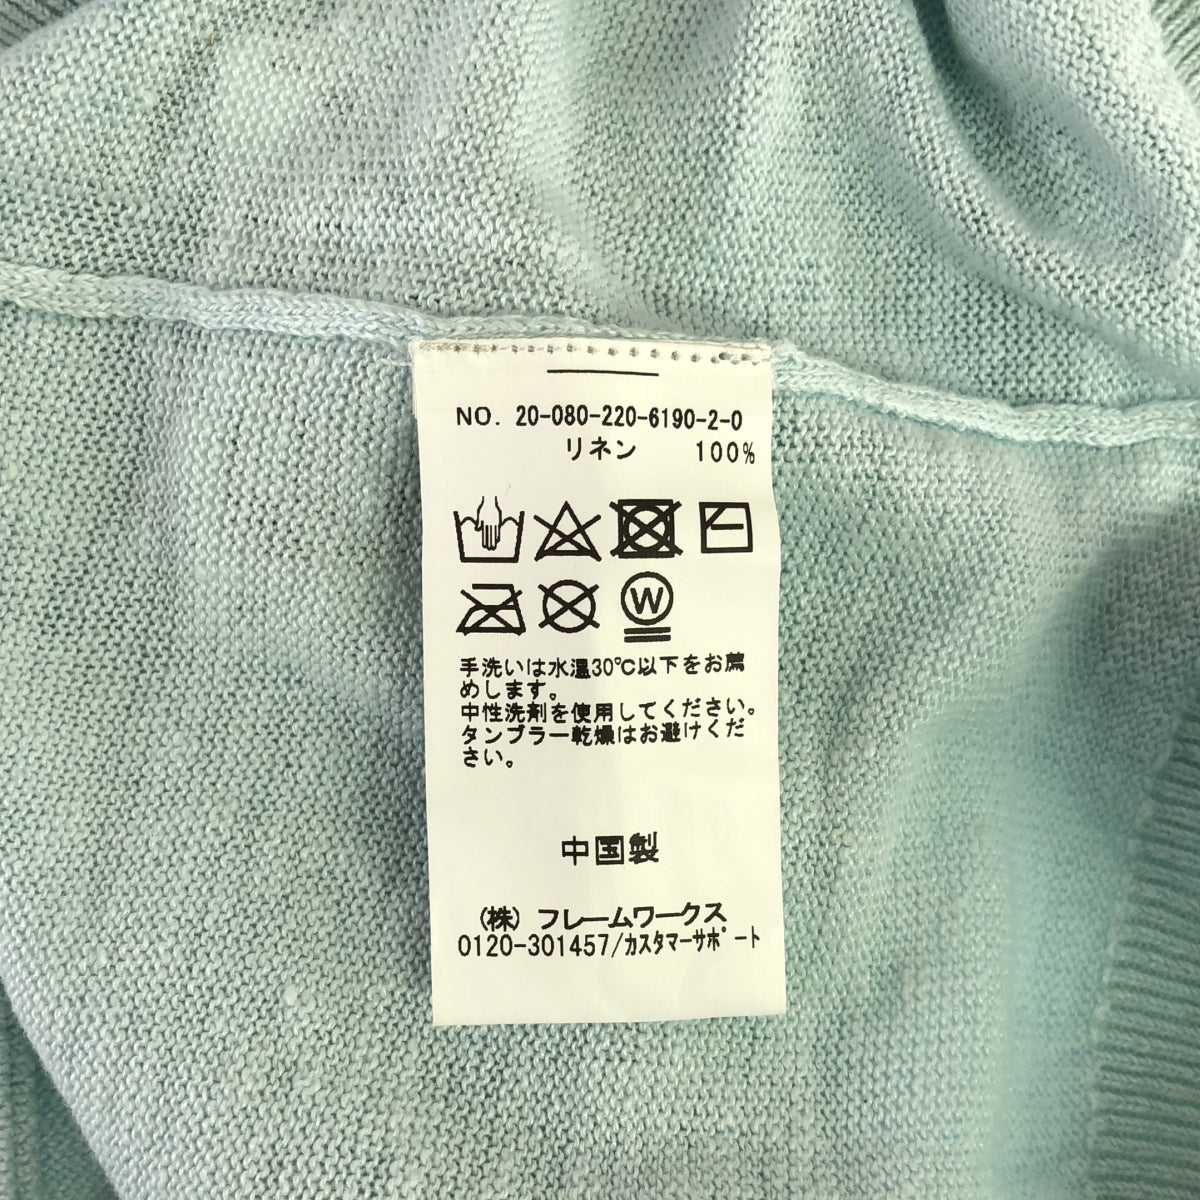 NO. 20-080-220-6190-2-0
リネン 100%
W
手洗いは水温30℃以下をお薦
めします。
中性洗剤を使用してください。
タンブラー乾燥はお避けくだ
さい。
中国製
(株) フレームワークス
0120-301457/カスタマーサポート